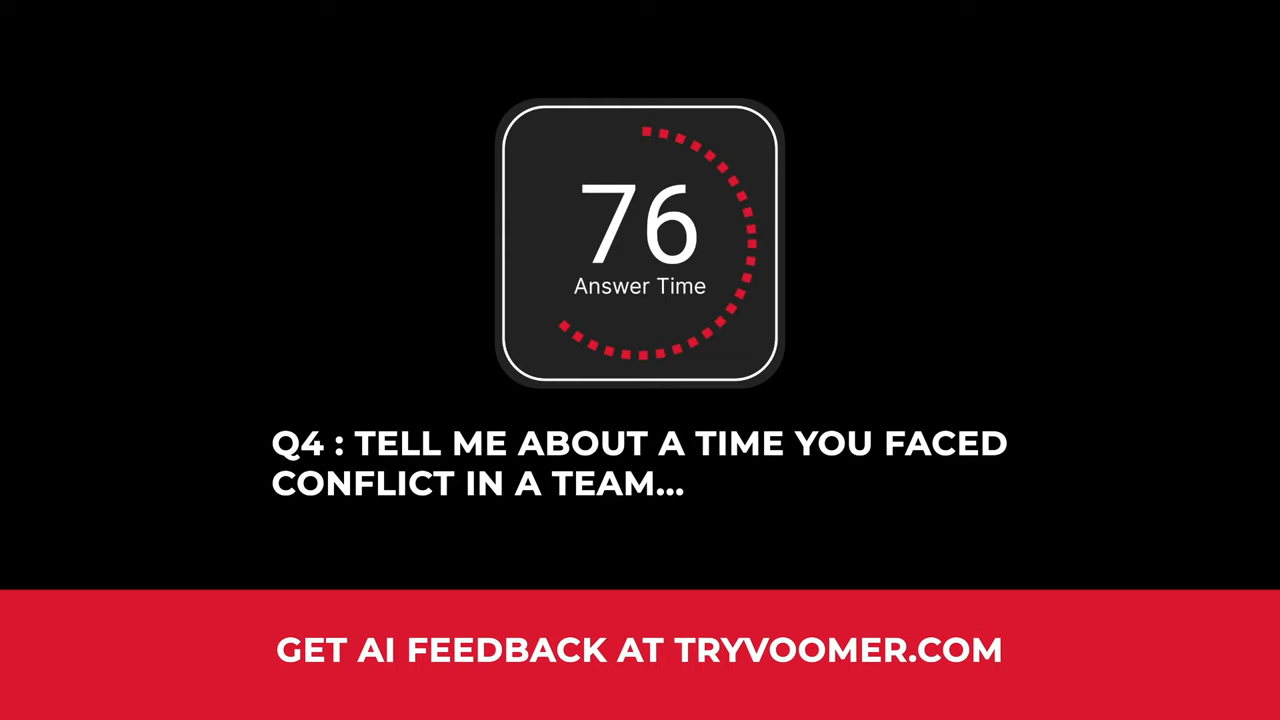 76
Answer Time
Q4 : TELL ME ABOUT A TIME YOU FACED
CONFLICT IN A TEAM...
GET AI FEEDBACK AT TRYVOOMER.COM